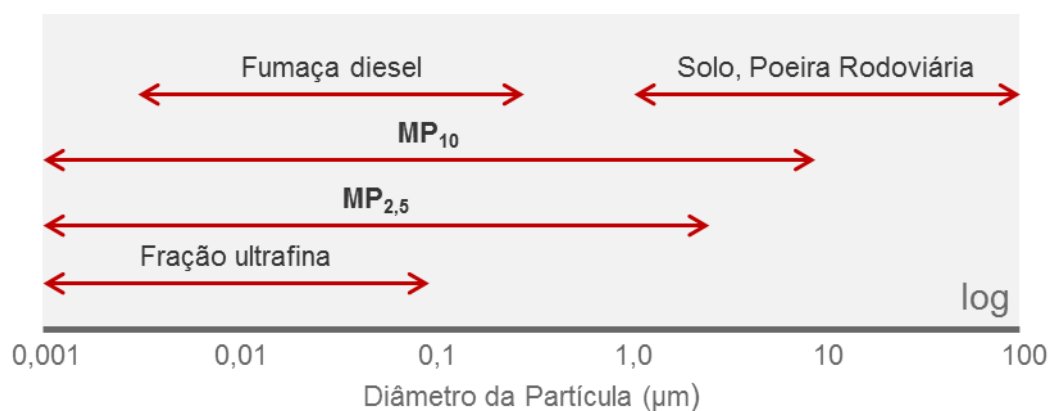 Fumaça diesel
Solo, Poeira Rodoviária
MP₁₀
MP₂,₅
Fração ultrafina
log
0,001 0,01 0,1 1,0 10 100
Diâmetro da Partícula (µm)